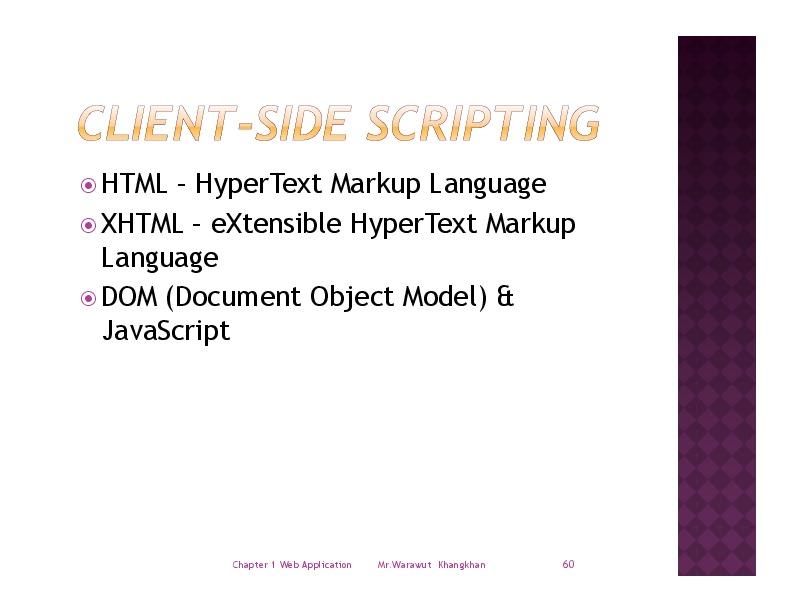 CLIENT-SIDE SCRIPTING
HTML – HyperText Markup Language
XHTML – eXtensible HyperText Markup
Language
DOM (Document Object Model) &
JavaScript
Chapter 1 Web Application Mr.Warawut Khangkhan 60